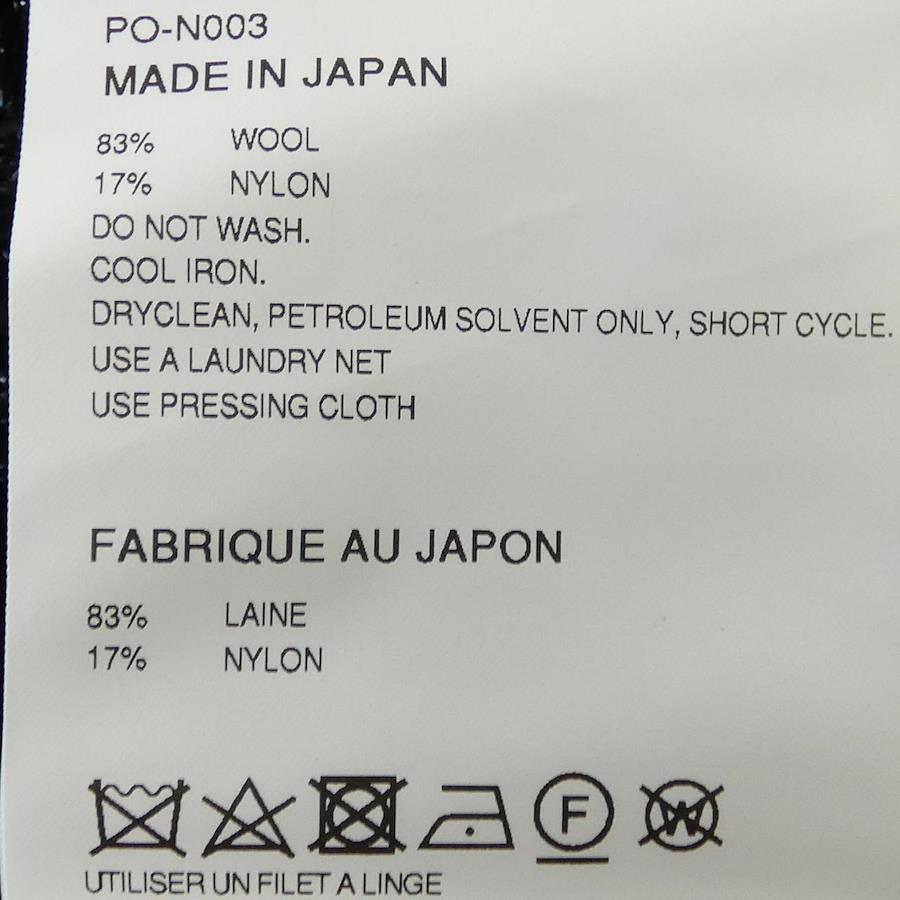 PO-N003
MADE IN JAPAN
83% WOOL
17% NYLON
DO NOT WASH.
COOL IRON.
DRYCLEAN, PETROLEUM SOLVENT ONLY, SHORT CYCLE.
USE A LAUNDRY NET
USE PRESSING CLOTH
FABRIQUE AU JAPON
83% LAINE
17% NYLON
F W
UTILISER UN FILET A LINGE